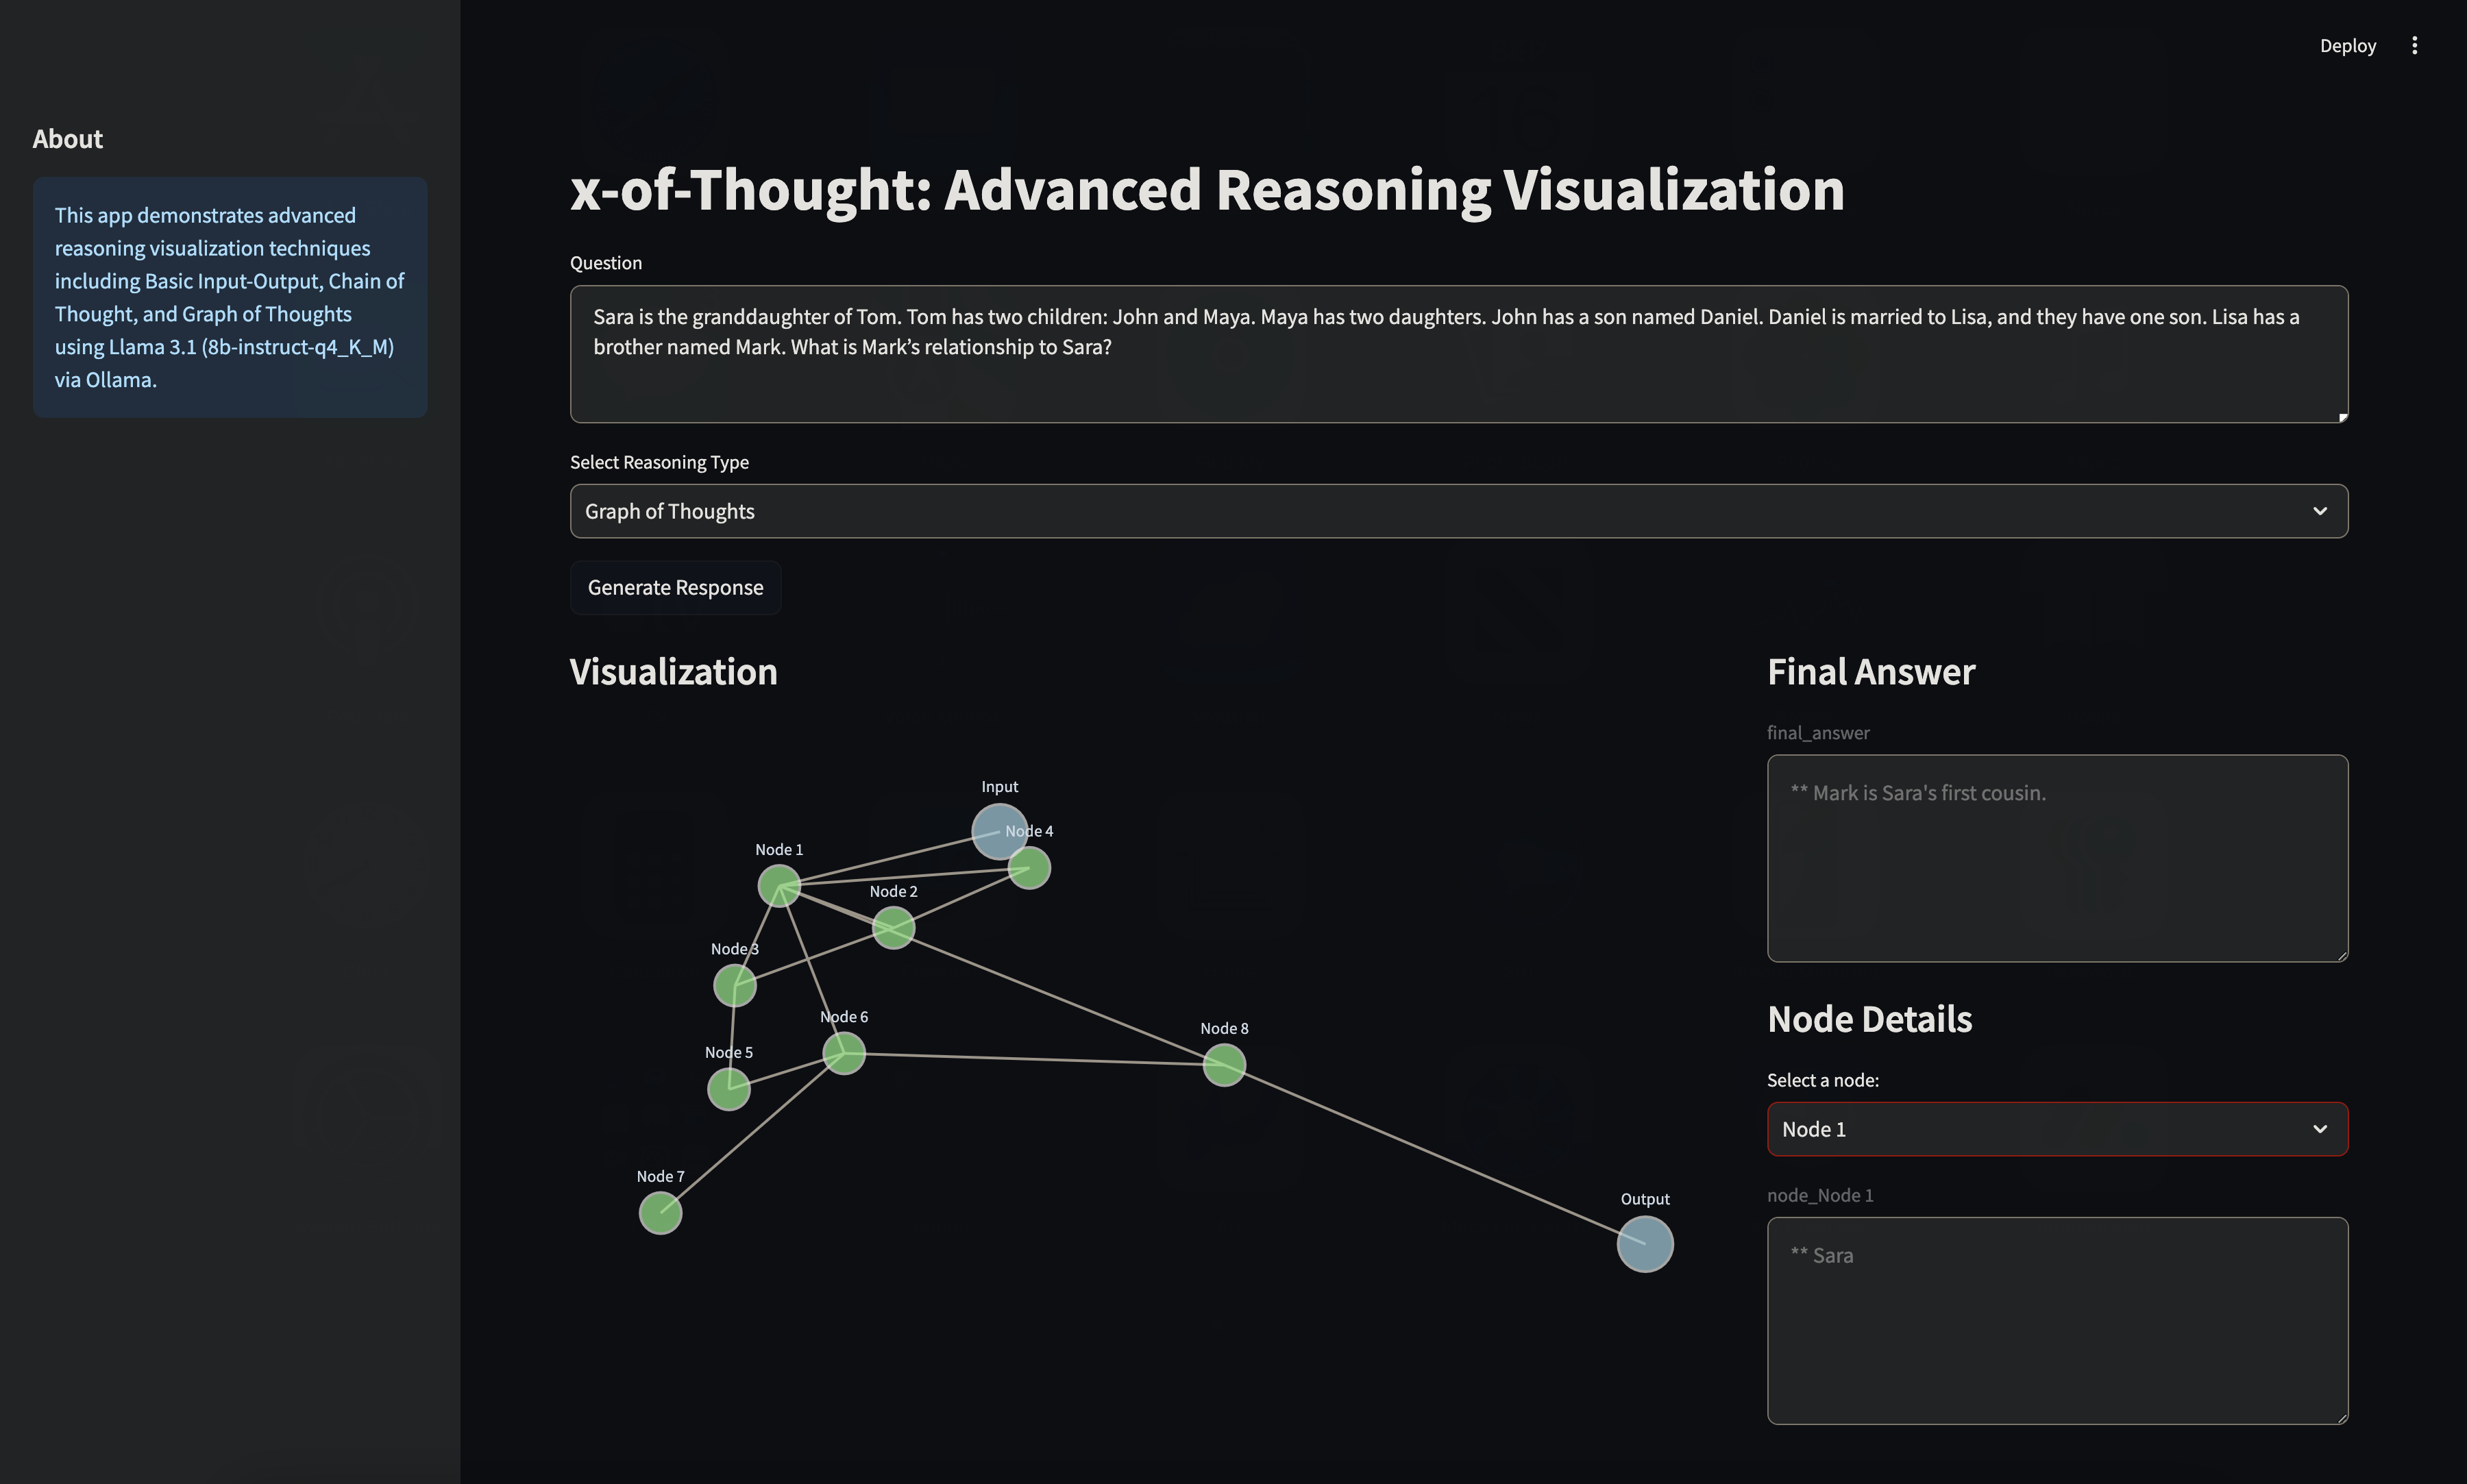 Deploy
About
This app demonstrates advanced
reasoning visualization techniques
including Basic Input-Output, Chain of
Thought, and Graph of Thoughts
using Llama 3.1 (8b-instruct-q4_K_M)
via Ollama.
x-of-Thought: Advanced Reasoning Visualization
Question
Sara is the granddaughter of Tom. Tom has two children: John and Maya. Maya has two daughters. John has a son named Daniel. Daniel is married to Lisa, and they have one son. Lisa has a
brother named Mark. What is Mark’s relationship to Sara?
Select Reasoning Type
Graph of Thoughts
Generate Response
Visualization
Input
Node 4
Node 1
Node 2
Node 3
Node 6
Node 8
Node 5
Node 7
Output
Final Answer
final_answer
** Mark is Sara's first cousin.
Node Details
Select a node:
Node 1
node_Node 1
** Sara